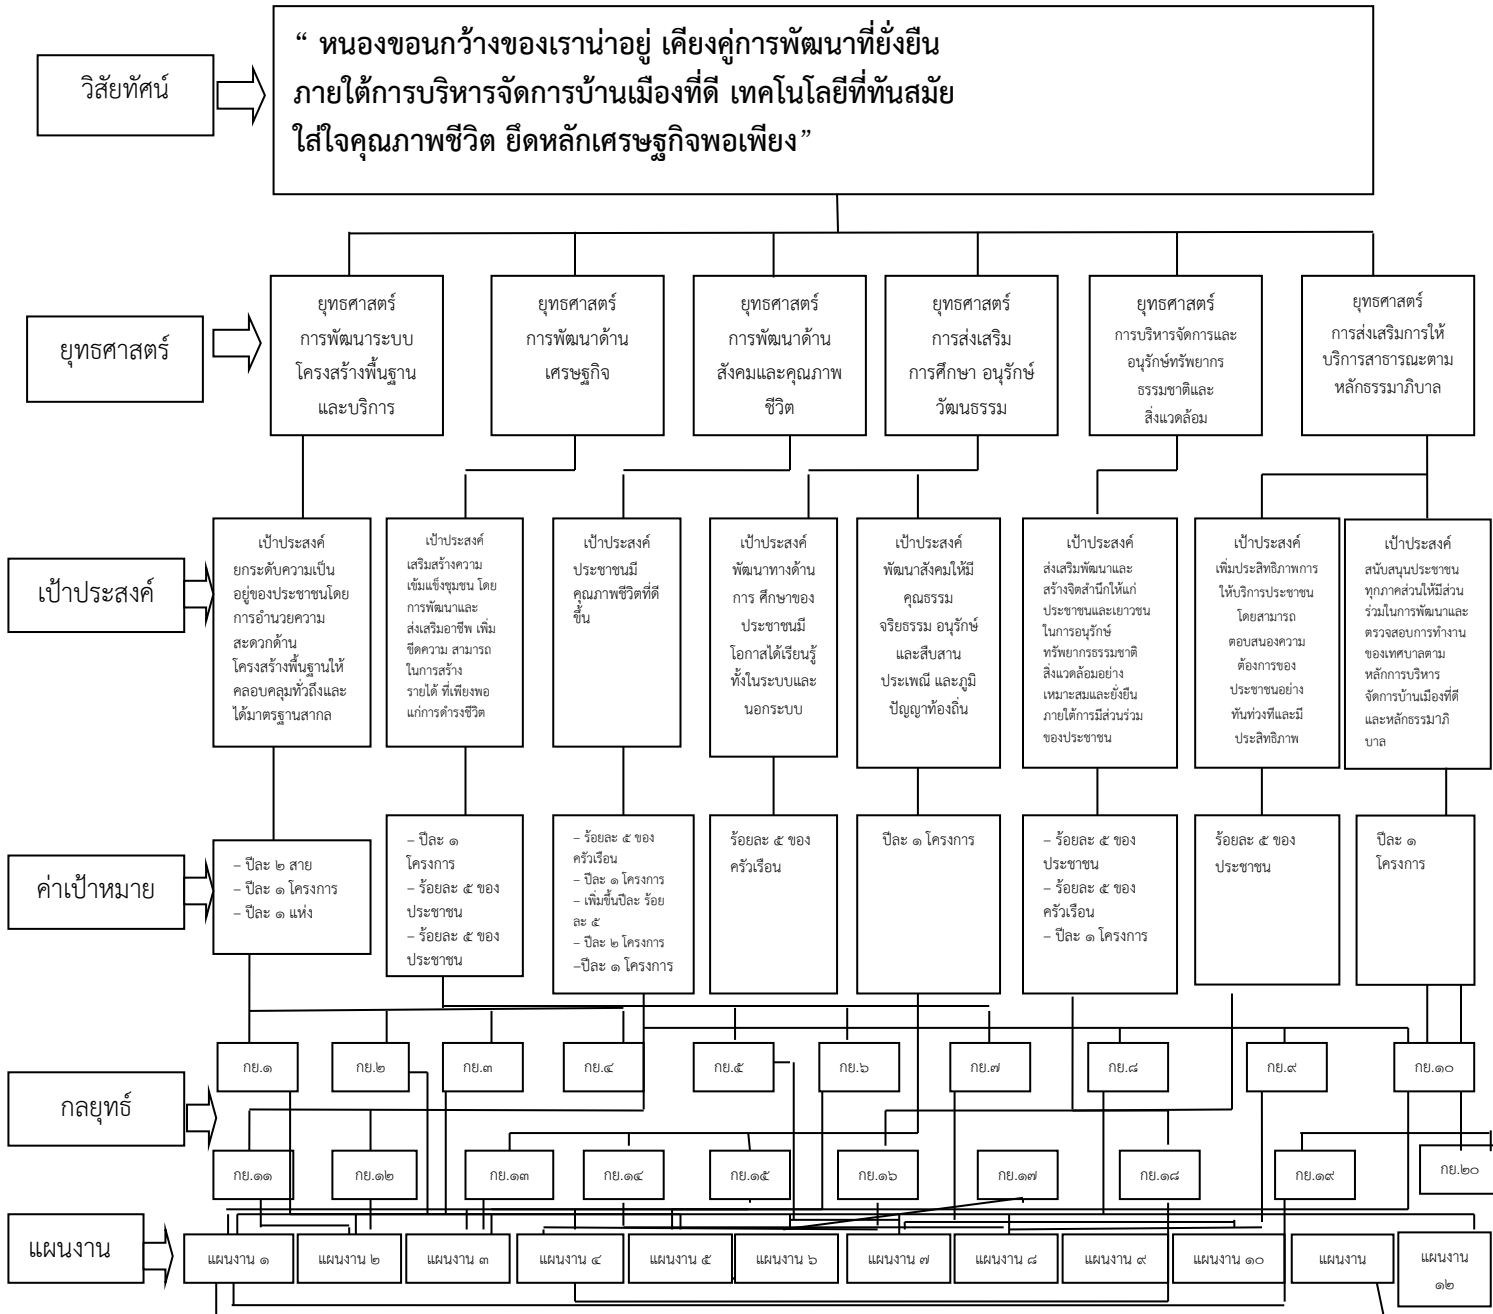 วิสัยทัศน์
“ หนองขอนกว้างของเราน่าอยู่ เคียงคู่การพัฒนาที่ยั่งยืน
ภายใต้การบริหารจัดการบ้านเมืองที่ดี เทคโนโลยีที่ทันสมัย
ใส่ใจคุณภาพชีวิต ยึดหลักเศรษฐกิจพอเพียง”
ยุทธศาสตร์
ยุทธศาสตร์
การพัฒนาระบบ
โครงสร้างพื้นฐาน
และบริการ
ยุทธศาสตร์
การพัฒนาด้าน
เศรษฐกิจ
ยุทธศาสตร์
การพัฒนาด้าน
สังคมและคุณภาพ
ชีวิต
ยุทธศาสตร์
การส่งเสริม
การศึกษา อนุรักษ์
วัฒนธรรม
ยุทธศาสตร์
การบริหารจัดการและ
อนุรักษ์ทรัพยากร
ธรรมชาติและ
สิ่งแวดล้อม
ยุทธศาสตร์
การส่งเสริมการให้
บริการสาธารณะตาม
หลักธรรมาภิบาล
เป้าประสงค์
เป้าประสงค์
ยกระดับความเป็น
อยู่ของประชาชนโดย
การอำนวยความ
สะดวกด้าน
โครงสร้างพื้นฐานให้
คลอบคลุมทั่วถึงและ
ได้มาตรฐานสากล
เป้าประสงค์
เสริมสร้างความ
เข้มแข็งชุมชน โดย
การพัฒนาและ
ส่งเสริมอาชีพ เพิ่ม
ขีดความ สามารถ
ในการสร้าง
รายได้ ที่เพียงพอ
แก่การดำรงชีวิต
เป้าประสงค์
ประชาชนมี
คุณภาพชีวิตที่ดี
ขึ้น
เป้าประสงค์
พัฒนาทางด้าน
การ ศึกษาของ
ประชาชนมี
โอกาสได้เรียนรู้
ทั้งในระบบและ
นอกระบบ
เป้าประสงค์
พัฒนาสังคมให้มี
คุณธรรม
จริยธรรม อนุรักษ์
และสืบสาน
ประเพณี และภูมิ
ปัญญาท้องถิ่น
เป้าประสงค์
ส่งเสริมพัฒนาและ
สร้างจิตสำนึกให้แก่
ประชาชนและเยาวชน
ในการอนุรักษ์
ทรัพยากรธรรมชาติ
สิ่งแวดล้อมอย่าง
เหมาะสมและยั่งยืน
ภายใต้การมีส่วนร่วม
ของประชาชน
เป้าประสงค์
เพิ่มประสิทธิภาพการ
ให้บริการประชาชน
โดยสามารถ
ตอบสนองความ
ต้องการของ
ประชาชนอย่าง
ทันท่วงทีและมี
ประสิทธิภาพ
เป้าประสงค์
สนับสนุนประชาชน
ทุกภาคส่วนให้มีส่วน
ร่วมในการพัฒนาและ
ตรวจสอบการทำงาน
ของเทศบาลตาม
หลักการบริหาร
จัดการบ้านเมืองที่ดี
และหลักธรรมาภิ
บาล
ค่าเป้าหมาย
– ปีละ ๒ สาย
– ปีละ ๑ โครงการ
– ปีละ ๑ แห่ง
– ปีละ ๑
โครงการ
– ร้อยละ ๕ ของ
ประชาชน
– ร้อยละ ๕ ของ
ประชาชน
– ร้อยละ ๕ ของ
ครัวเรือน
– ปีละ ๑ โครงการ
– เพิ่มขึ้นปีละ ร้อย
ละ ๕
– ปีละ ๒ โครงการ
–ปีละ ๑ โครงการ
ร้อยละ ๕ ของ
ครัวเรือน
ปีละ ๑ โครงการ
– ร้อยละ ๕ ของ
ประชาชน
– ร้อยละ ๕ ของ
ครัวเรือน
– ปีละ ๑ โครงการ
ร้อยละ ๕ ของ
ประชาชน
ปีละ ๑
โครงการ
กลยุทธ์
กย.๑
กย.๒
กย.๓
กย.๔
กย.๕
กย.๖
กย.๗
กย.๘
กย.๙
กย.๑๐
กย.๑๑
กย.๑๒
กย.๑๓
กย.๑๔
กย.๑๕
กย.๑๖
กย.๑๗
กย.๑๘
กย.๑๙
กย.๒๐
แผนงาน
แผนงาน ๑
แผนงาน ๒
แผนงาน ๓
แผนงาน ๔
แผนงาน ๕
แผนงาน ๖
แผนงาน ๗
แผนงาน ๘
แผนงาน ๙
แผนงาน ๑๐
แผนงาน
แผนงาน
๑๒